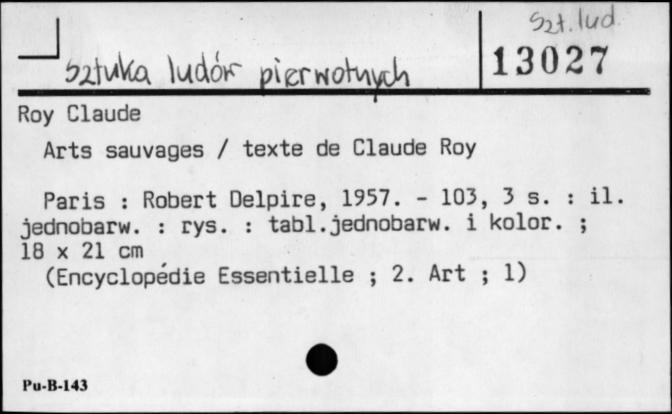 Szt. lud.
13027
Sztuka ludów pierwotnych
Roy Claude
Arts sauvages / texte de Claude Roy
Paris : Robert Delpire, 1957. - 103, 3 s. : il.
jednobarw. : rys. : tabl.jednobarw. i kolor. ;
18 x 21 cm
(Encyclopédie Essentielle ; 2. Art ; 1)
Pu-B-143